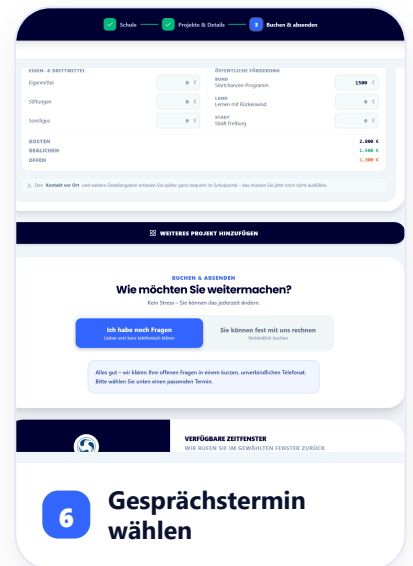 Schule
Projekte & Details
3 Buchen & absenden
EIGEN- & DRITTMITTEL
Eigenmittel 0 €
Stiftungen 0 €
Sonstiges 0 €
ÖFFENTLICHE FÖRDERUNG
BUND
Startchancen-Programm 1500 €
LAND
Lernen mit Rückenwind 0 €
STADT
Stadt Freiburg 0 €
KOSTEN 2.800 €
BEGLICHEN 1.500 €
OFFEN 1.300 €
Den Kontakt vor Ort und weitere Detailangaben erfassen Sie später ganz bequem im Schulportal – das müssen Sie jetzt noch nicht ausfüllen.
WEITERES PROJEKT HINZUFÜGEN
BUCHEN & ABSENDEN
Wie möchten Sie weitermachen?
Kein Stress – Sie können das jederzeit ändern.
Ich habe noch Fragen
Lieber erst kurz telefonisch klären
Sie können fest mit uns rechnen
Verbindlich buchen
Alles gut – wir klären Ihre offenen Fragen in einem kurzen, unverbindlichen Telefonat.
Bitte wählen Sie unten einen passenden Termin.
VERFÜGBARE ZEITFENSTER
WIR RUFEN SIE IM GEWÄHLTEN FENSTER ZURÜCK
6
Gesprächstermin
wählen